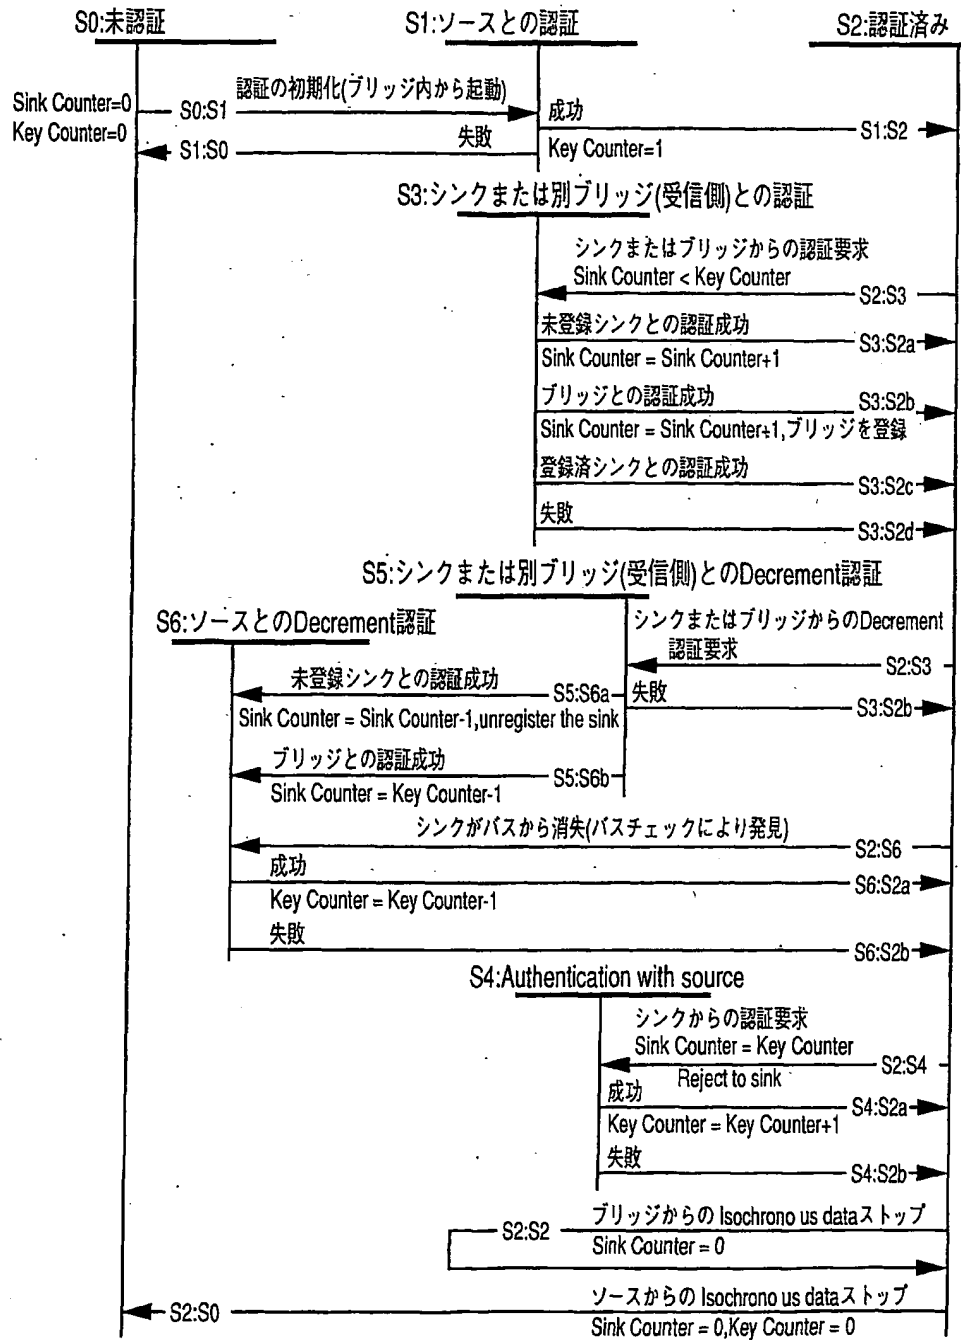 S0:未認証
S1:ソースとの認証
S2:認証済み
認証の初期化(ブリッジ内から起動)
Sink Counter=0
S0:S1
Key Counter=0
成功
S1:S2
失敗
S1:S0
Key Counter=1
S3:シンクまたは別ブリッジ(受信側)との認証
シンクまたはブリッジからの認証要求
Sink Counter < Key Counter
S2:S3
未登録シンクとの認証成功
S3:S2a
Sink Counter = Sink Counter+1
ブリッジとの認証成功
S3:S2b
Sink Counter = Sink Counter+1,ブリッジを登録
登録済シンクとの認証成功
S3:S2c
失敗
S3:S2d
S5:シンクまたは別ブリッジ(受信側)とのDecrement認証
S6:ソースとのDecrement認証
シンクまたはブリッジからのDecrement
認証要求
S2:S3
未登録シンクとの認証成功
S5:S6a
失敗
S3:S2b
Sink Counter = Sink Counter-1,unregister the sink
ブリッジとの認証成功
S5:S6b
Sink Counter = Key Counter-1
シンクがバスから消失(バスチェックにより発見)
S2:S6
成功
S6:S2a
Key Counter = Key Counter-1
失敗
S6:S2b
S4:Authentication with source
シンクからの認証要求
Sink Counter = Key Counter
S2:S4
Reject to sink
成功
S4:S2a
Key Counter = Key Counter+1
失敗
S4:S2b
ブリッジからの Isochrono us dataストップ
S2:S2
Sink Counter = 0
ソースからの Isochrono us dataストップ
S2:S0
Sink Counter = 0,Key Counter = 0